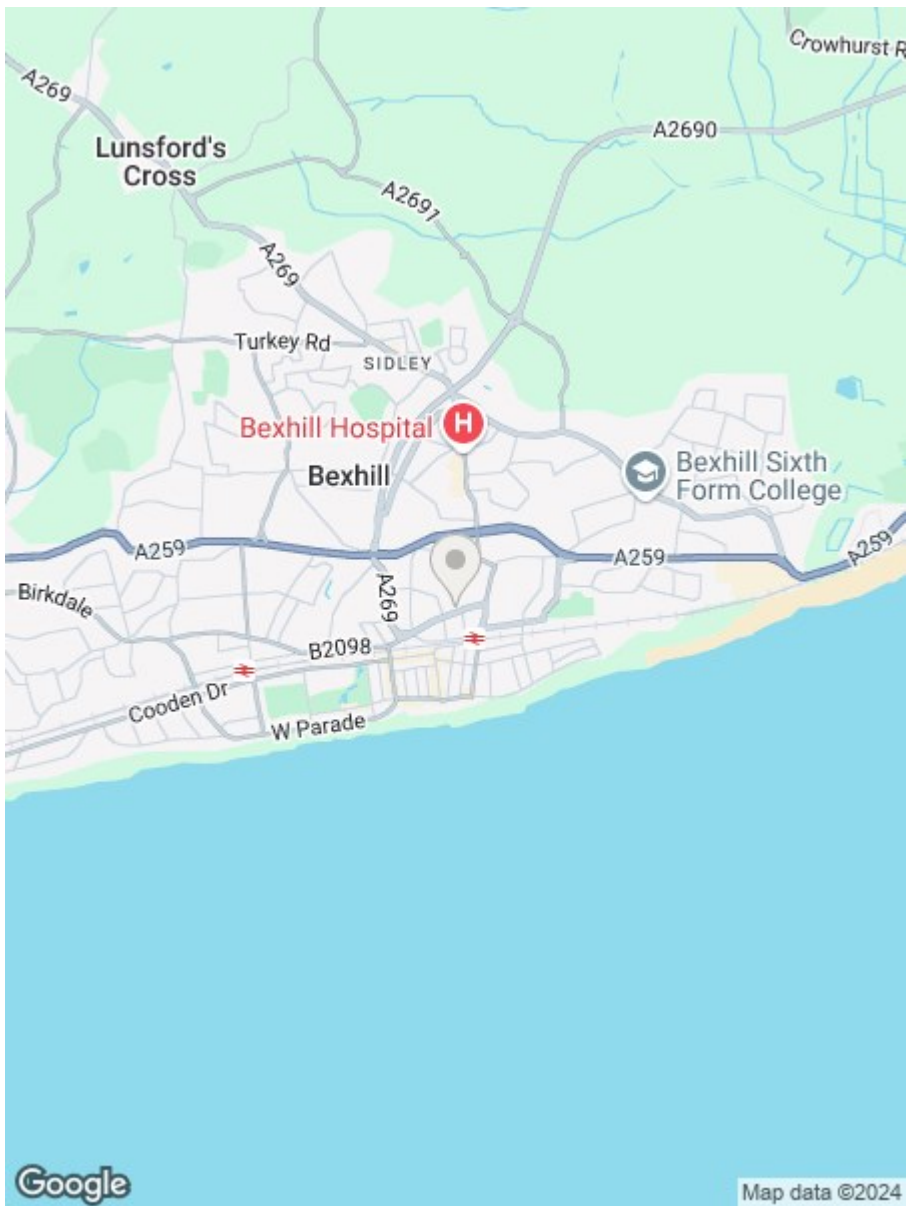 Crowhurst R
A269
A2690
Lunsford's
Cross
A2691
A269
Turkey Rd
SIDLEY
H
Bexhill Hospital
Bexhill
Bexhill Sixth
Form College
A259
A259
A259
Birkdale
A269
B2098
Cooden Dr
W Parade
Google
Map data ©2024